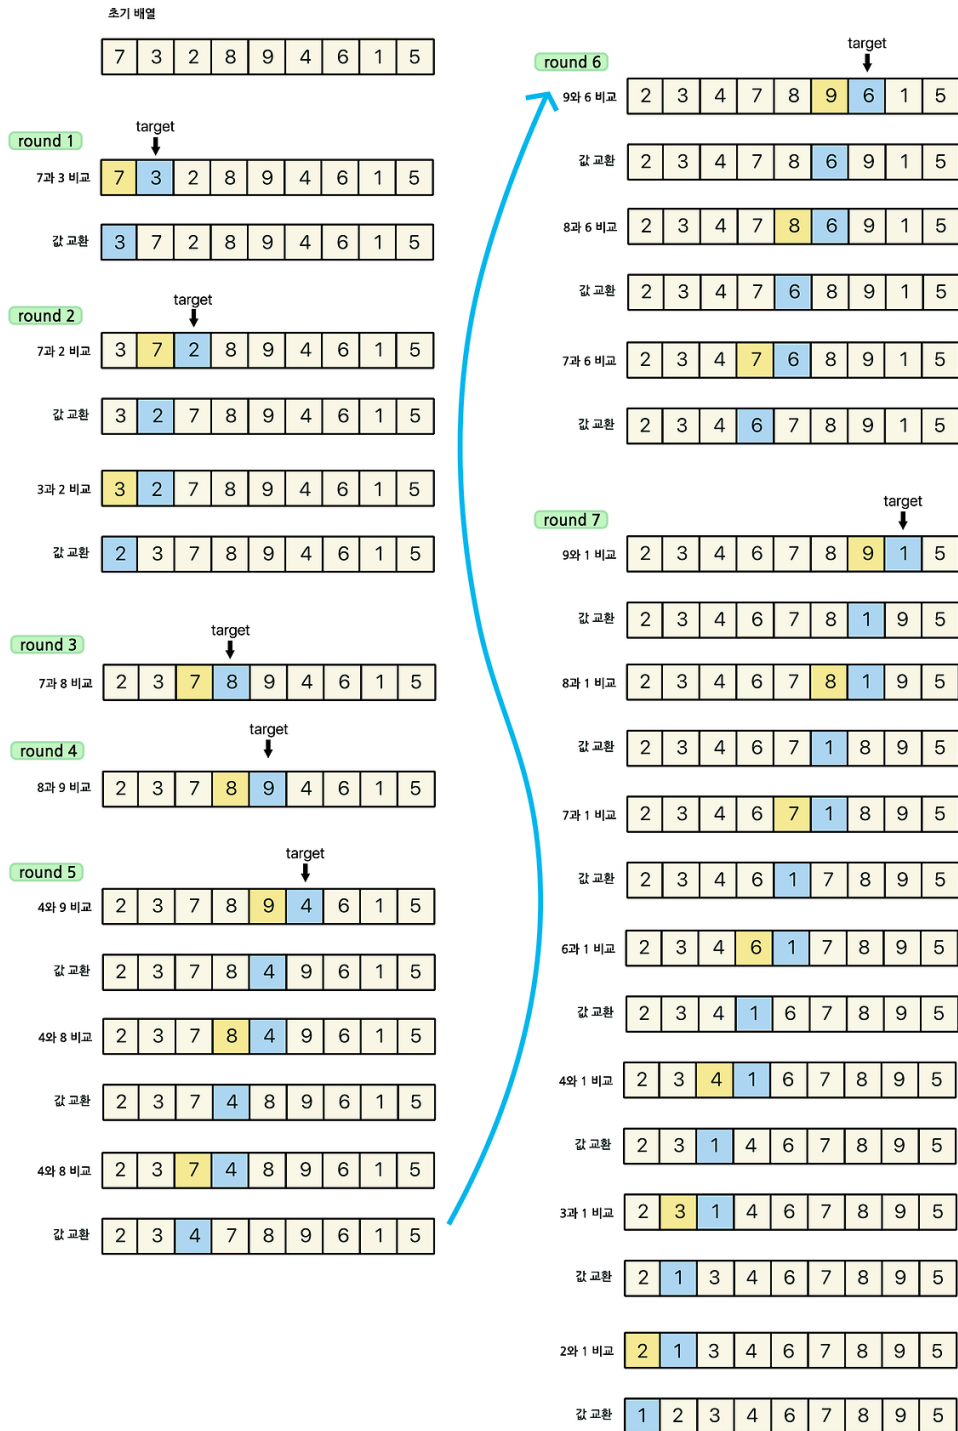 초기 배열
7 3 2 8 9 4 6 1 5
round 1
target
7과 3 비교 7 3 2 8 9 4 6 1 5
값 교환 3 7 2 8 9 4 6 1 5
round 2
target
7과 2 비교 3 7 2 8 9 4 6 1 5
값 교환 3 2 7 8 9 4 6 1 5
3과 2 비교 3 2 7 8 9 4 6 1 5
값 교환 2 3 7 8 9 4 6 1 5
round 3
target
7과 8 비교 2 3 7 8 9 4 6 1 5
round 4
target
8과 9 비교 2 3 7 8 9 4 6 1 5
round 5
target
4와 9 비교 2 3 7 8 9 4 6 1 5
값 교환 2 3 7 8 4 9 6 1 5
4와 8 비교 2 3 7 8 4 9 6 1 5
값 교환 2 3 7 4 8 9 6 1 5
4와 8 비교 2 3 7 4 8 9 6 1 5
값 교환 2 3 4 7 8 9 6 1 5
round 6
target
9와 6 비교 2 3 4 7 8 9 6 1 5
값 교환 2 3 4 7 8 6 9 1 5
8과 6 비교 2 3 4 7 8 6 9 1 5
값 교환 2 3 4 7 6 8 9 1 5
7과 6 비교 2 3 4 7 6 8 9 1 5
값 교환 2 3 4 6 7 8 9 1 5
round 7
target
9와 1 비교 2 3 4 6 7 8 9 1 5
값 교환 2 3 4 6 7 8 1 9 5
8과 1 비교 2 3 4 6 7 8 1 9 5
값 교환 2 3 4 6 7 1 8 9 5
7과 1 비교 2 3 4 6 7 1 8 9 5
값 교환 2 3 4 6 1 7 8 9 5
6과 1 비교 2 3 4 6 1 7 8 9 5
값 교환 2 3 4 1 6 7 8 9 5
4와 1 비교 2 3 4 1 6 7 8 9 5
값 교환 2 3 1 4 6 7 8 9 5
3과 1 비교 2 3 1 4 6 7 8 9 5
값 교환 2 1 3 4 6 7 8 9 5
2와 1 비교 2 1 3 4 6 7 8 9 5
값 교환 1 2 3 4 6 7 8 9 5